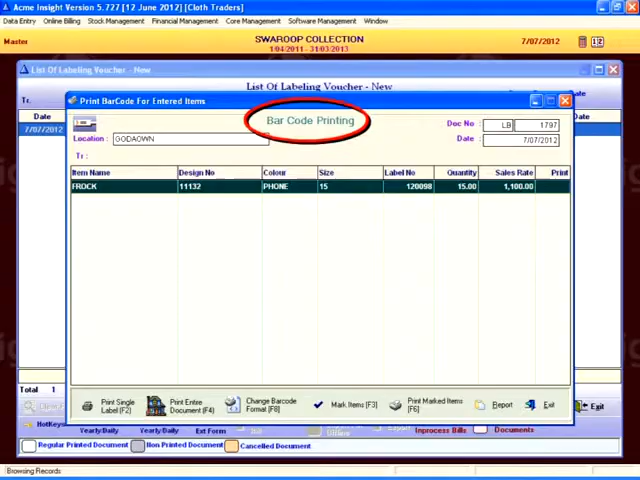 Acme Insight Version 5.727 [12 June 2012] [Cloth Traders]
Data Entry Online Billing Stock Management Financial Management Core Management Software Management Window
Master SWAROOP COLLECTION 7/07/2012
1/04/2011 - 31/03/2013
List Of Labeling Voucher - New
List Of Labeling Voucher - New
Tr.
Date
7/07/2012
Print BarCode For Entered Items
Bar Code Printing
Doc No : LB 1797
Location : GODAOWN Date : 7/07/2012
Tr :
Item Name Design No Colour Size Label No Quantity Sales Rate Print
FROCK 11132 PHONE 15 120098 15.00 1,100.00
Total 1
Print Single Label (F2)
Print Entire Document (F4)
Change Barcode Format [F8]
Mark Items [F3]
Print Marked Items [F6]
Report
Exit
Exit
HotKeys
Yearly/Daily Yearly/Daily Ext Form Inprocess Bills Documents
Regular Printed Document Non Printed Document Cancelled Document
Browsing Records